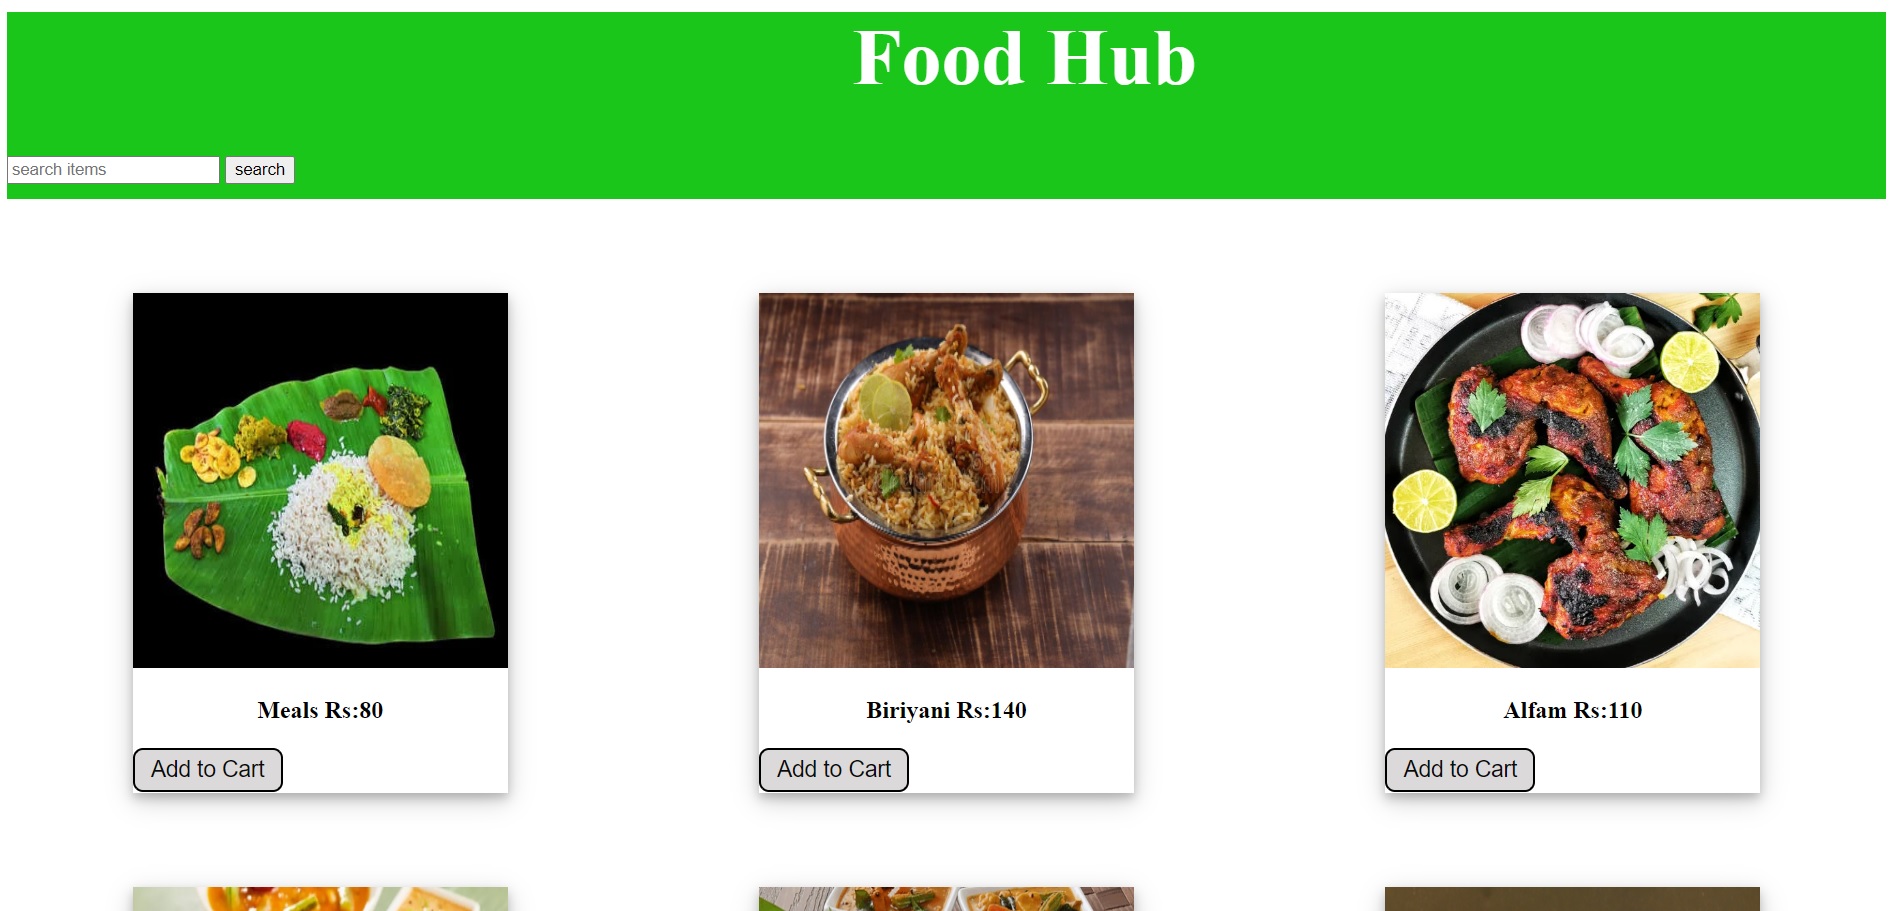 Food Hub
search items search
Meals Rs:80
Biriyani Rs:140
Alfam Rs:110
Add to Cart
Add to Cart
Add to Cart